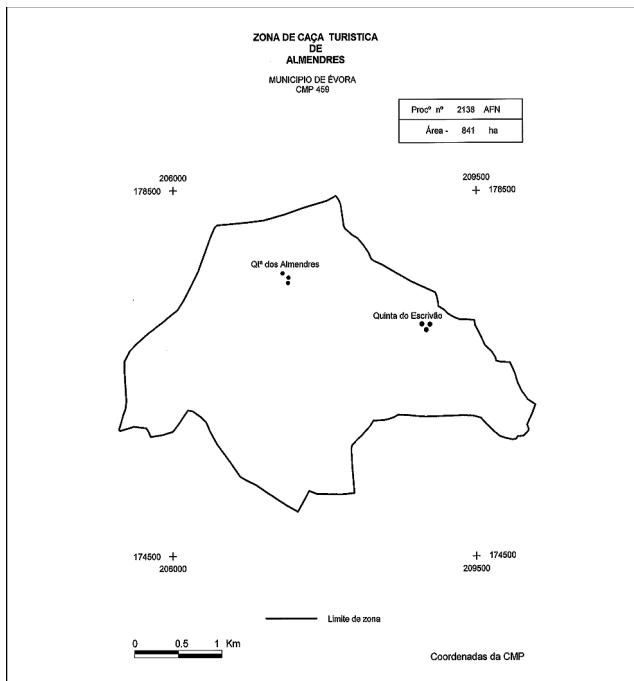 ZONA DE CAÇA TURISTICA
DE
ALMENDRES
MUNICIPIO DE ÉVORA
CMP 459
Procº nº 2138 AFN
Área - 841 ha
206000
178500
209500
178500
Qtª dos Almendres
Quinta do Escrivão
174500
206000
174500
209500
Limite de zona
0 0.5 1 Km
Coordenadas da CMP